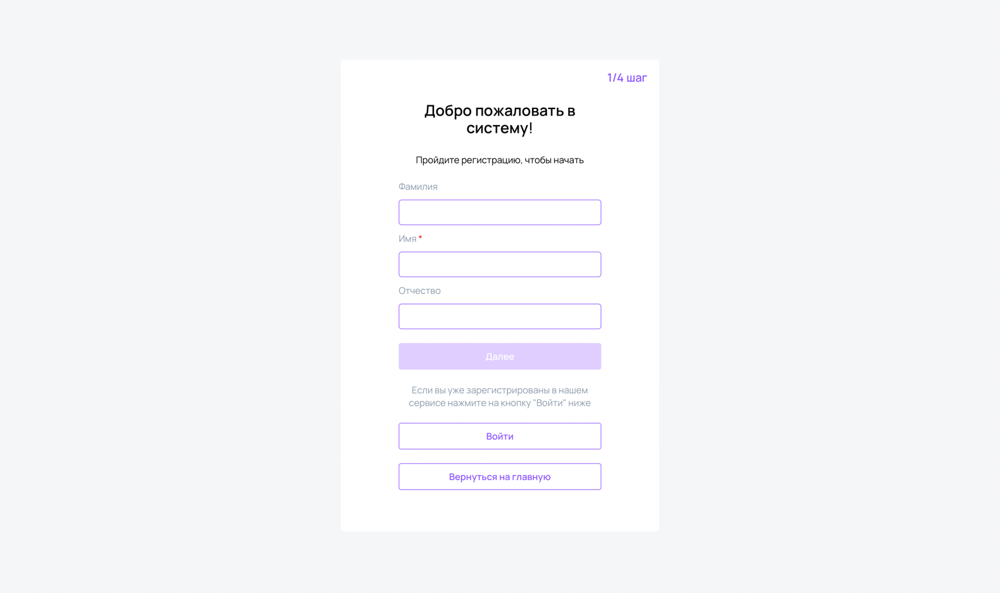 1/4 шаг
Добро пожаловать в
систему!
Пройдите регистрацию, чтобы начать
Фамилия
Имя *
Отчество
Далее
Если вы уже зарегистрированы в нашем
сервисе нажмите на кнопку "Войти" ниже
Войти
Вернуться на главную